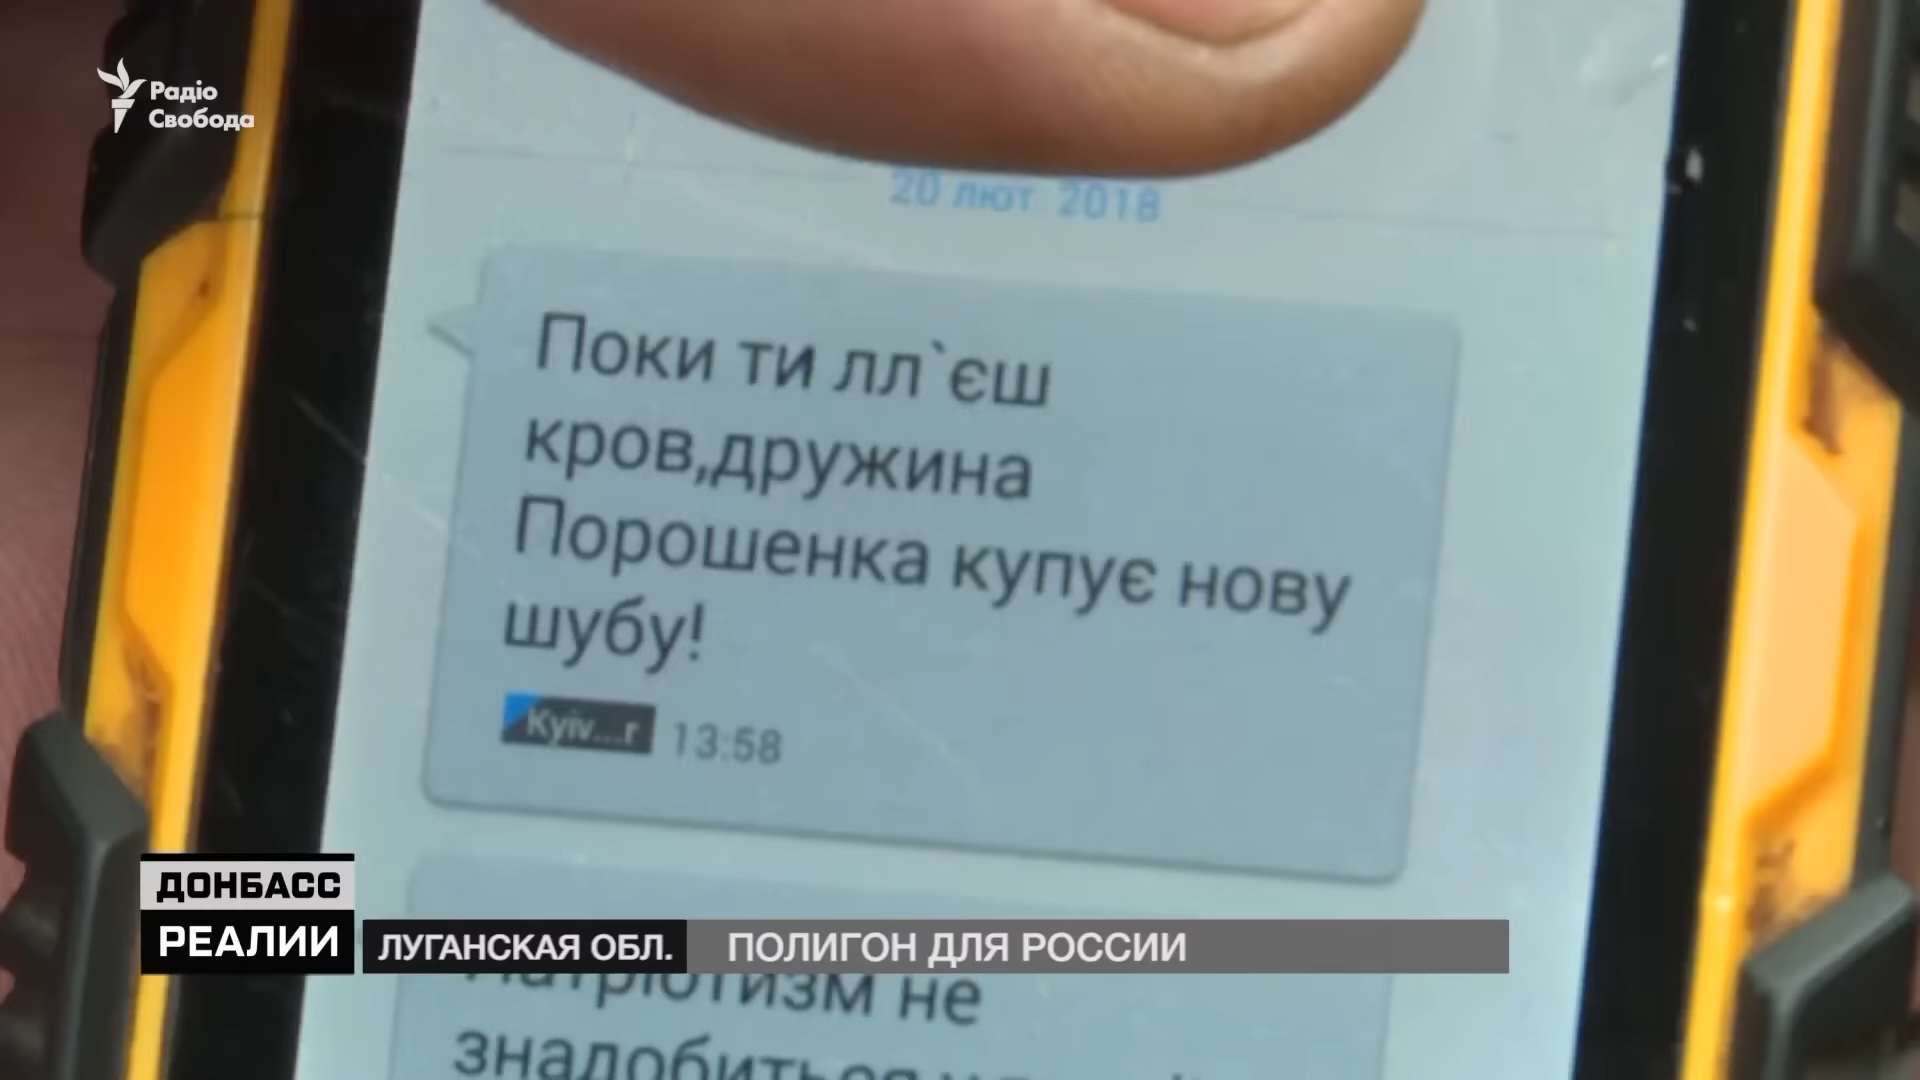 Радіо
Свобода
20 лют 2018
Поки ти лл`єш
кров,дружина
Порошенка купує нову
шубу!
Kyiv...r 13:58
ДОНБАСС
РЕАЛИИ
ЛУГАНСКАЯ ОБЛ. ПОЛИГОН ДЛЯ РОССИИ
Патріотизм не
знадобиться